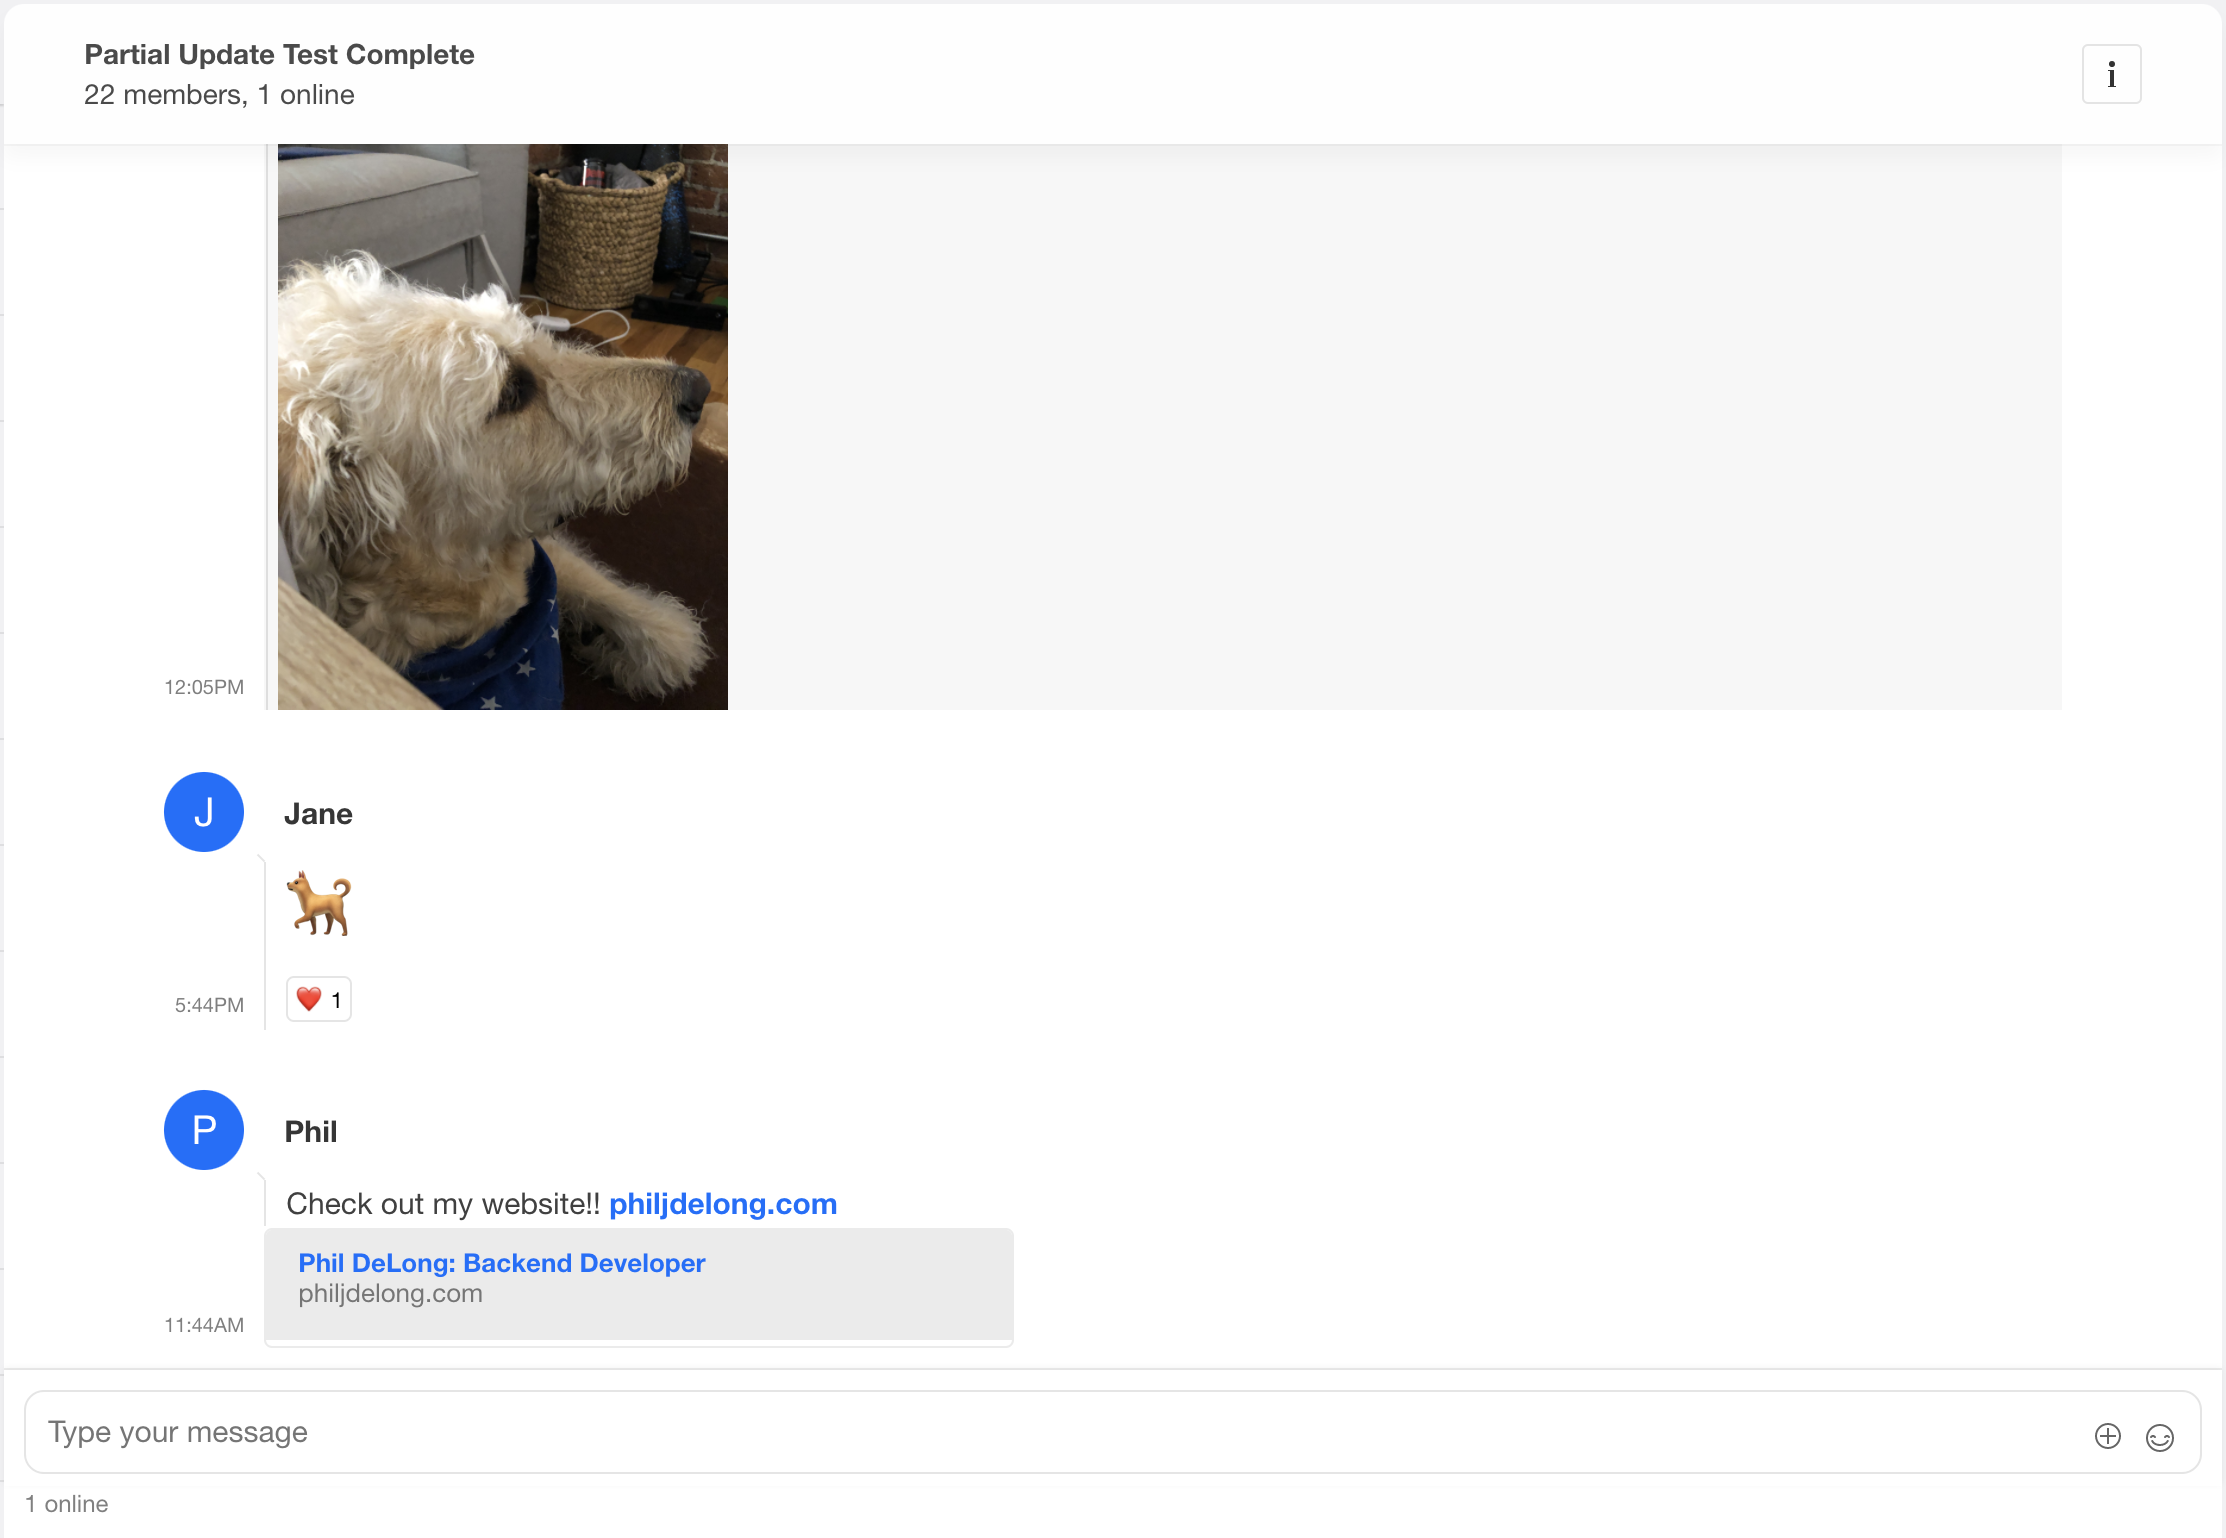 Partial Update Test Complete
22 members, 1 online
i
12:05PM
J
Jane
5:44PM
❤️ 1
P
Phil
Check out my website!! philjdelong.com
Phil DeLong: Backend Developer
philjdelong.com
11:44AM
Type your message
1 online